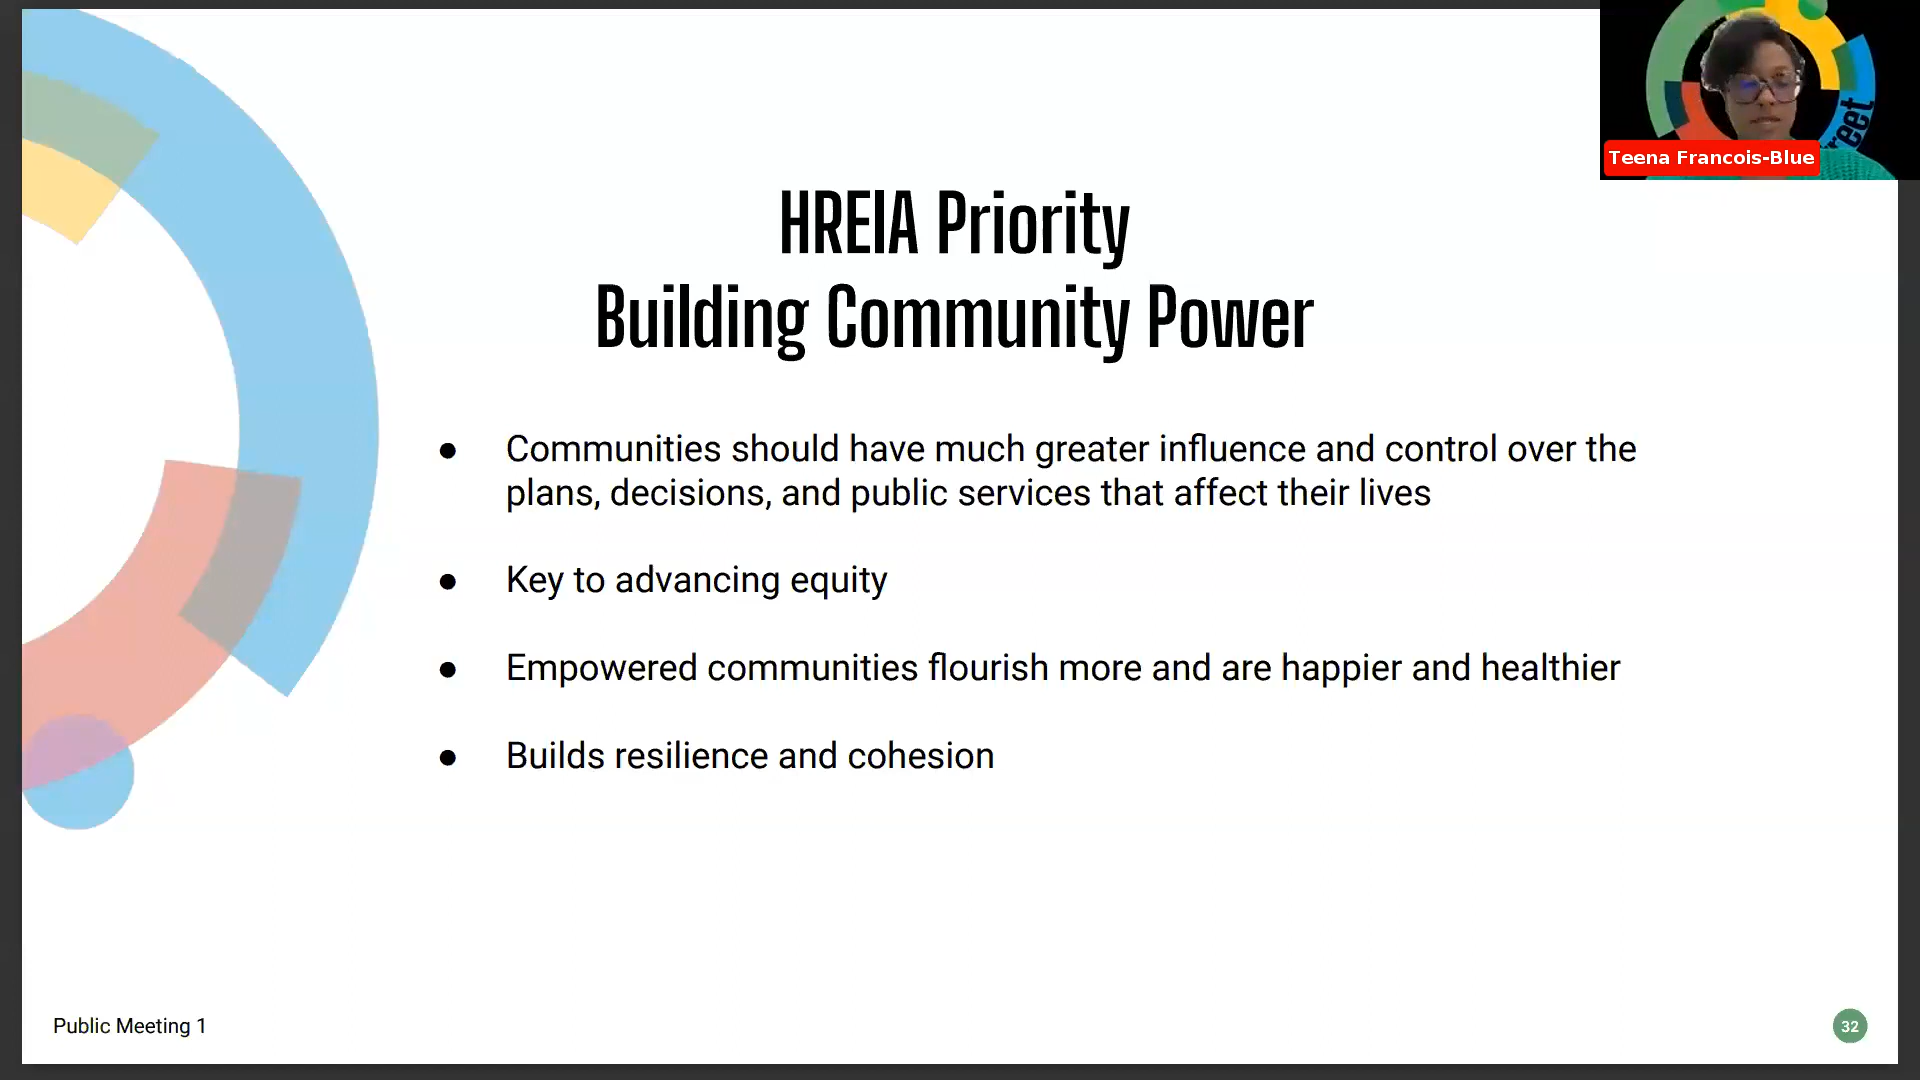 reet
Teena Francois-Blue
HREIA Priority
Building Community Power
● Communities should have much greater influence and control over the
plans, decisions, and public services that affect their lives
● Key to advancing equity
● Empowered communities flourish more and are happier and healthier
● Builds resilience and cohesion
Public Meeting 1
32